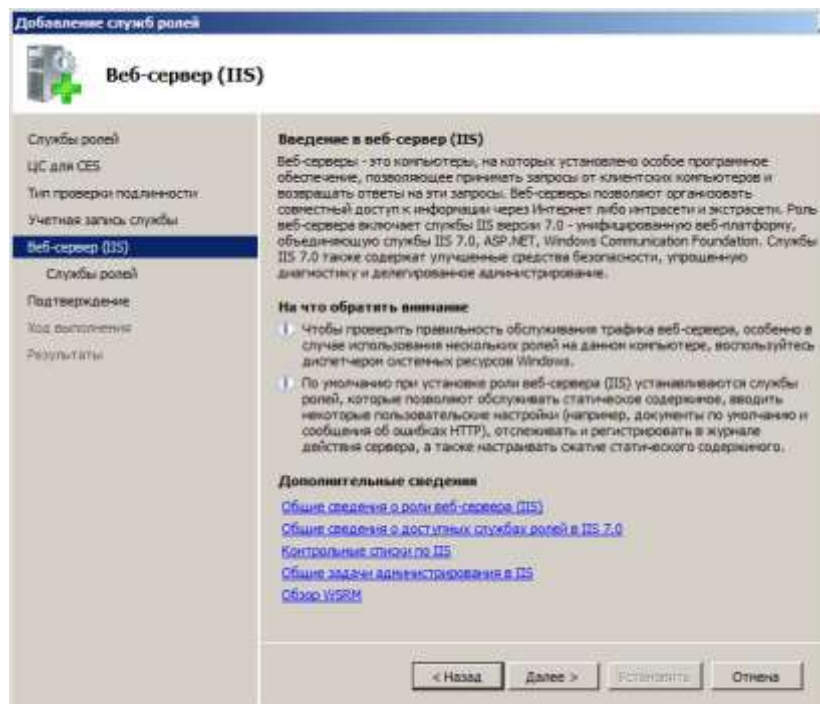 Добавление служб ролей
Веб-сервер (IIS)
Службы ролей
ЦС для CES
Тип проверки подлинности
Учетная запись службы
Веб-сервер (IIS)
Службы ролей
Подтверждение
Ход выполнения
Результаты
Введение в веб-сервер (IIS)
Веб-серверы - это компьютеры, на которых установлено особое программное
обеспечение, позволяющее принимать запросы от клиентских компьютеров и
возвращать ответы на эти запросы. Веб-серверы позволяют организовать
совместный доступ к информации через Интернет либо интрасети и экстрасети. Роль
веб-сервера включает службы IIS версии 7.0 - унифицированную веб-платформу,
объединяющую службы IIS 7.0, ASP.NET, Windows Communication Foundation. Службы
IIS 7.0 также содержат улучшенные средства безопасности, упрощенную
диагностику и делегированное администрирование.
На что обратить внимание
Чтобы проверить правильность обслуживания трафика веб-сервера, особенно в
случае использования нескольких ролей на данном компьютере, воспользуйтесь
диспетчером системных ресурсов Windows.
По умолчанию при установке роли веб-сервера (IIS) устанавливаются службы
ролей, которые позволяют обслуживать статическое содержимое, вводить
некоторые пользовательские настройки (например, документы по умолчанию и
сообщения об ошибках HTTP), отслеживать и регистрировать в журнале
действия сервера, а также настраивать сжатие статического содержимого.
Дополнительные сведения
Общие сведения о роли веб-сервера (IIS)
Общие сведения о доступных службах ролей в IIS 7.0
Контрольные списки по IIS
Общие задачи администрирования в IIS
Обзор WSRM
< Назад
Далее >
Установить
Отмена